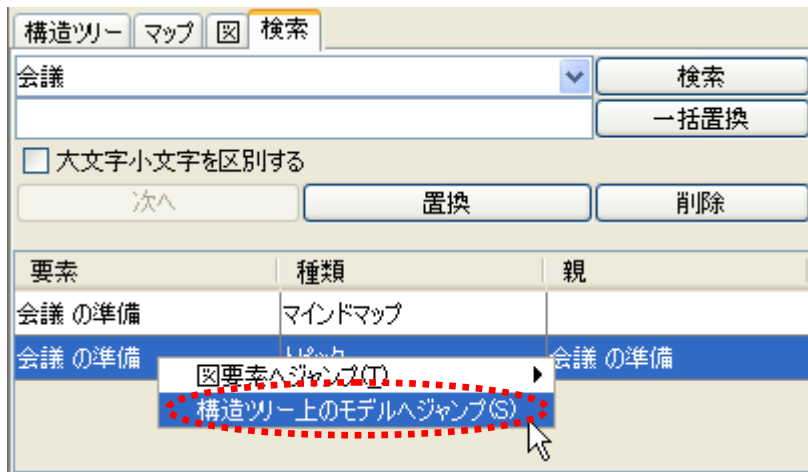 構造ツリー マップ 図 検索
会議 検索
一括置換
大文字小文字を区別する
次へ 置換 削除
要素 種類 親
会議 の準備 マインドマップ
会議 の準備 トピック 会議 の準備
図要素へジャンプ(T)
構造ツリー上のモデルへジャンプ(S)